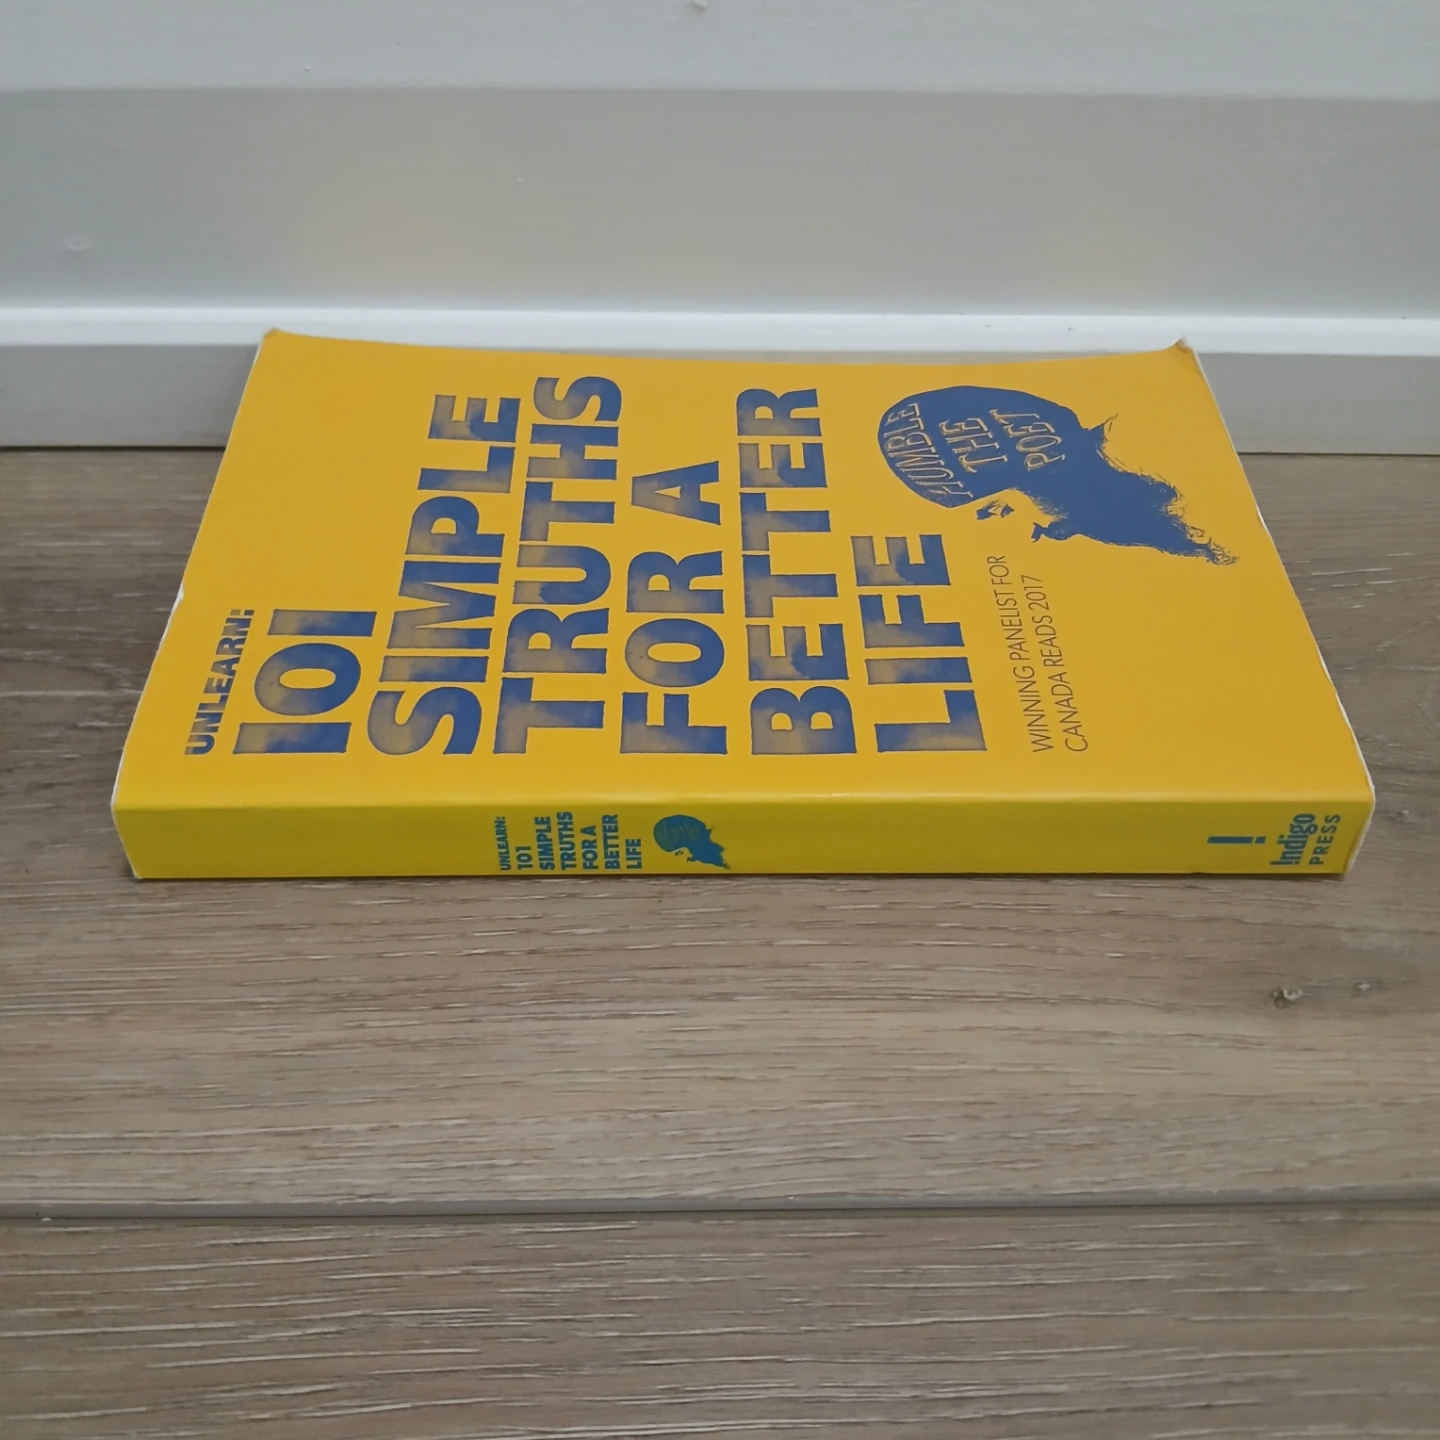 UNLEARN:
101
SIMPLE
TRUTHS
FOR A
BETTER
LIFE
HUMBLE
THE
POET
WINNING PANELIST FOR
CANADA READS 2017
UNLEARN:
101
SIMPLE
TRUTHS
FOR A
BETTER
LIFE
!ndigo
PRESS